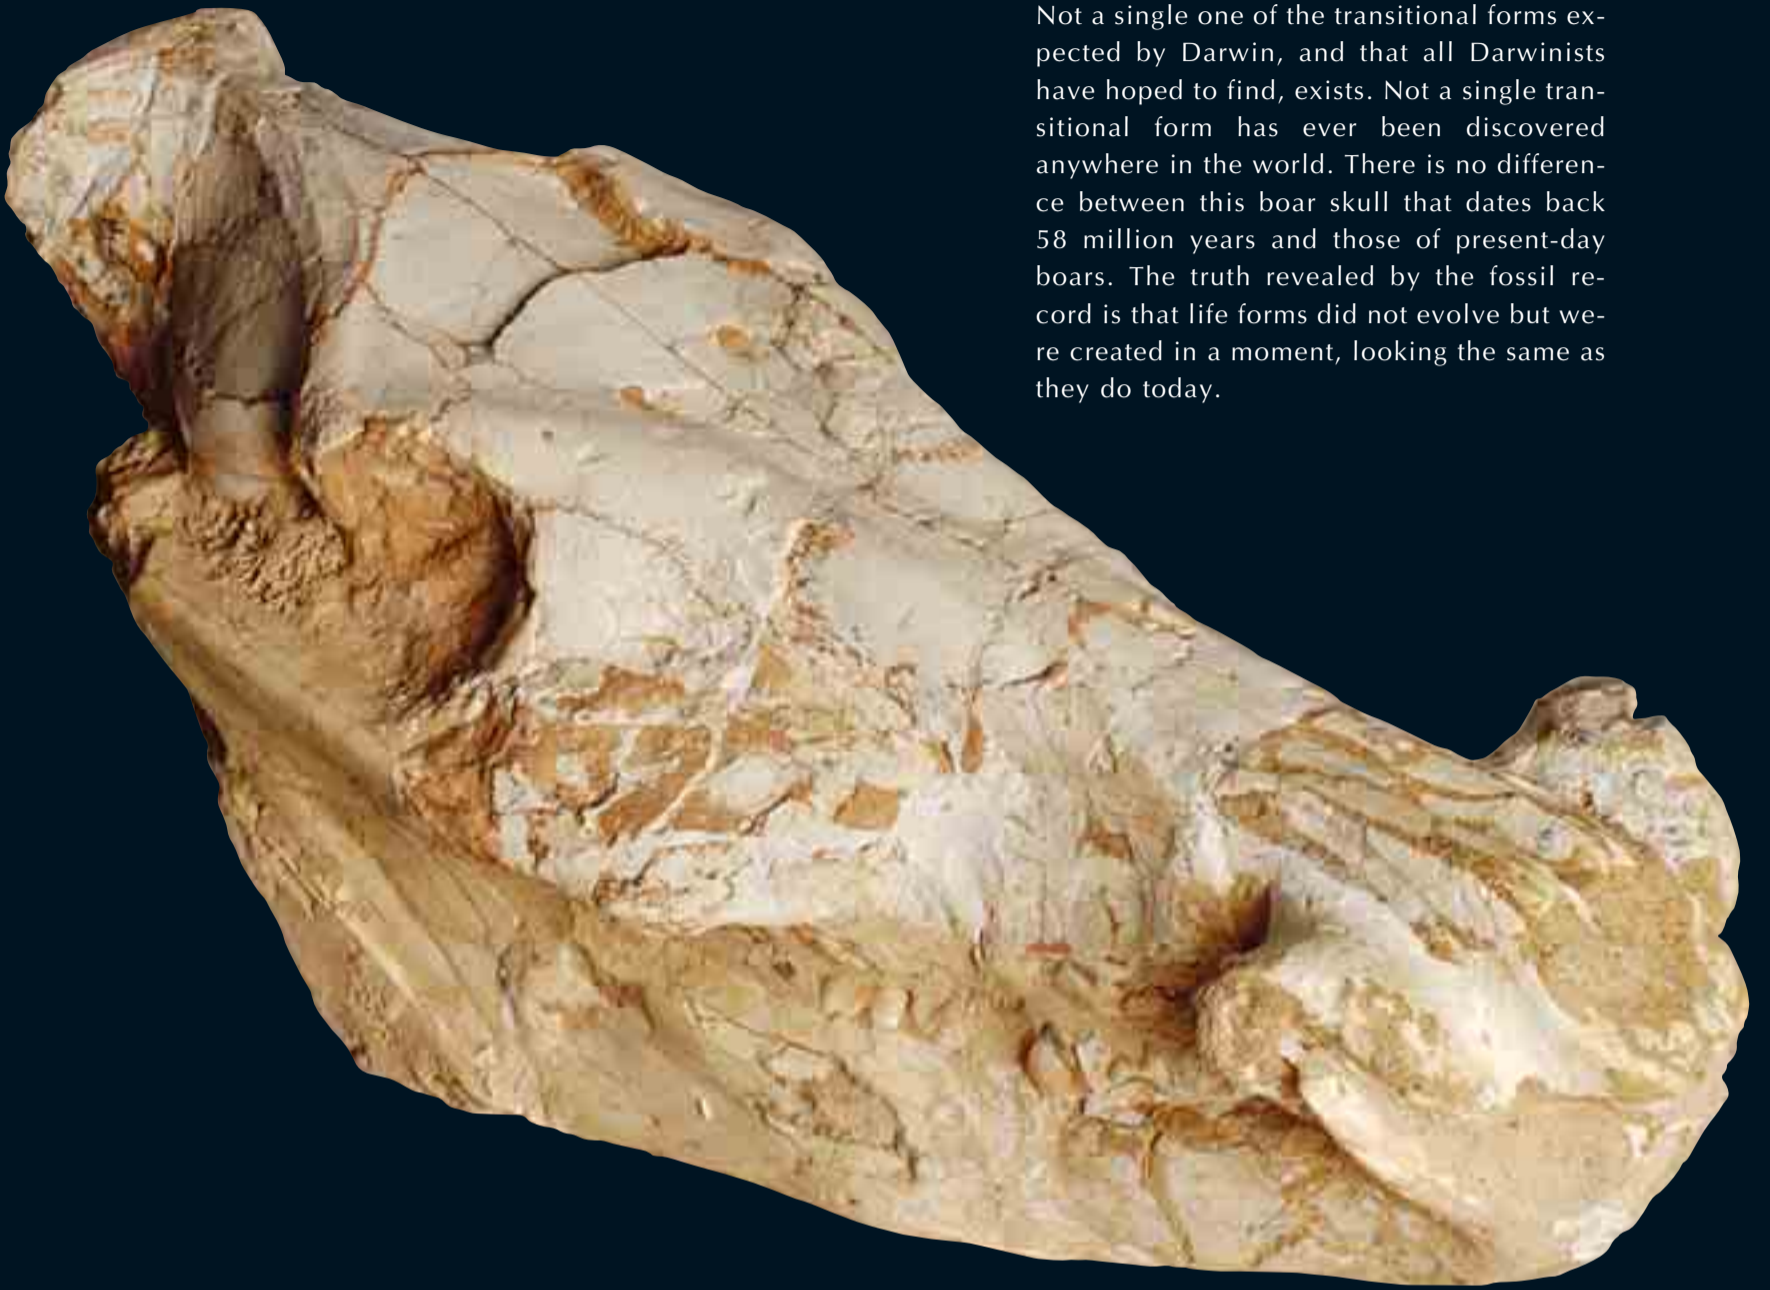 Not a single one of the transitional forms ex-
pected by Darwin, and that all Darwinists
have hoped to find, exists. Not a single tran-
sitional form has ever been discovered
anywhere in the world. There is no differen-
ce between this boar skull that dates back
58 million years and those of present-day
boars. The truth revealed by the fossil re-
cord is that life forms did not evolve but we-
re created in a moment, looking the same as
they do today.